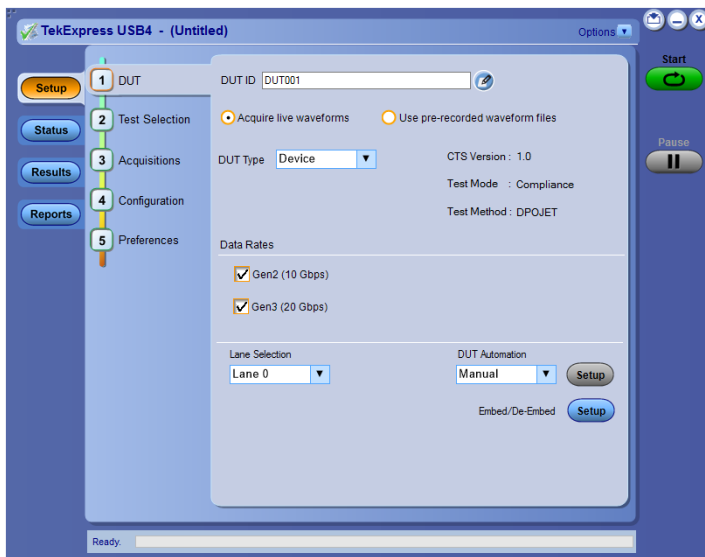 TekExpress USB4 - (Untitled)
Options
Start
Pause
Setup
Status
Results
Reports
1 DUT
2 Test Selection
3 Acquisitions
4 Configuration
5 Preferences
DUT ID DUT001
Acquire live waveforms
Use pre-recorded waveform files
DUT Type Device
CTS Version : 1.0
Test Mode : Compliance
Test Method : DPOJET
Data Rates
Gen2 (10 Gbps)
Gen3 (20 Gbps)
Lane Selection
Lane 0
DUT Automation
Manual
Setup
Embed/De-Embed
Setup
Ready.